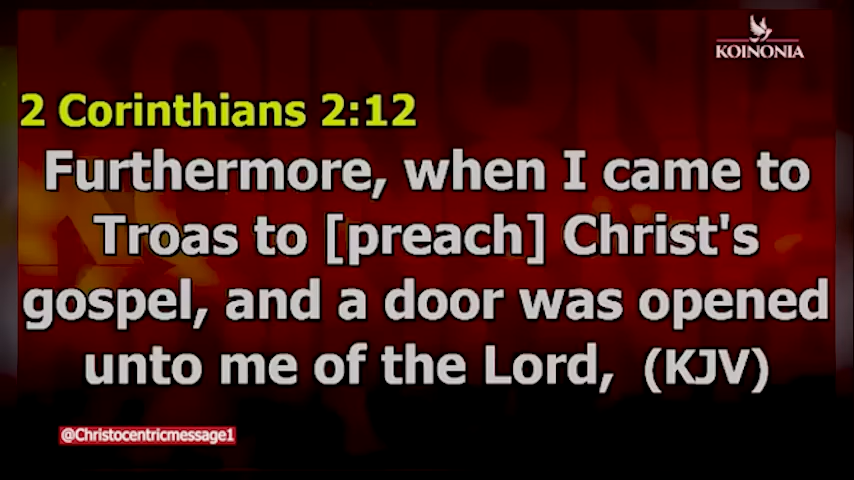 KOINONIA
2 Corinthians 2:12
Furthermore, when I came to
Troas to [preach] Christ's
gospel, and a door was opened
unto me of the Lord, (KJV)
@Christocentricmessage1